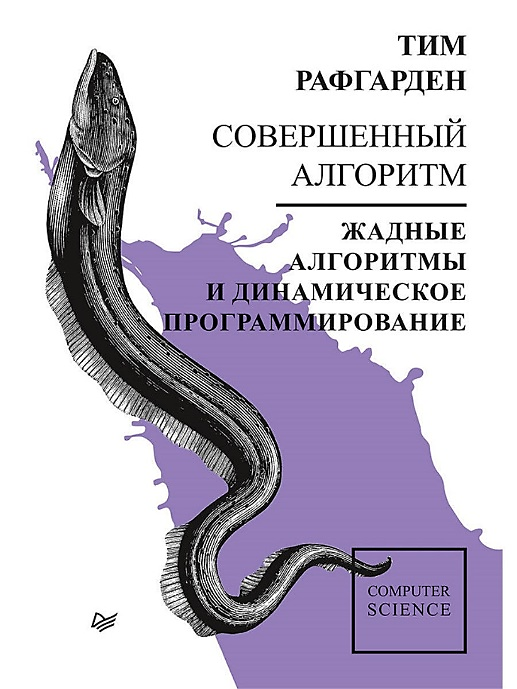 ТИМ
РАФГАРДЕН
СОВЕРШЕННЫЙ
АЛГОРИТМ
ЖАДНЫЕ
АЛГОРИТМЫ
И ДИНАМИЧЕСКОЕ
ПРОГРАММИРОВАНИЕ
COMPUTER
SCIENCE